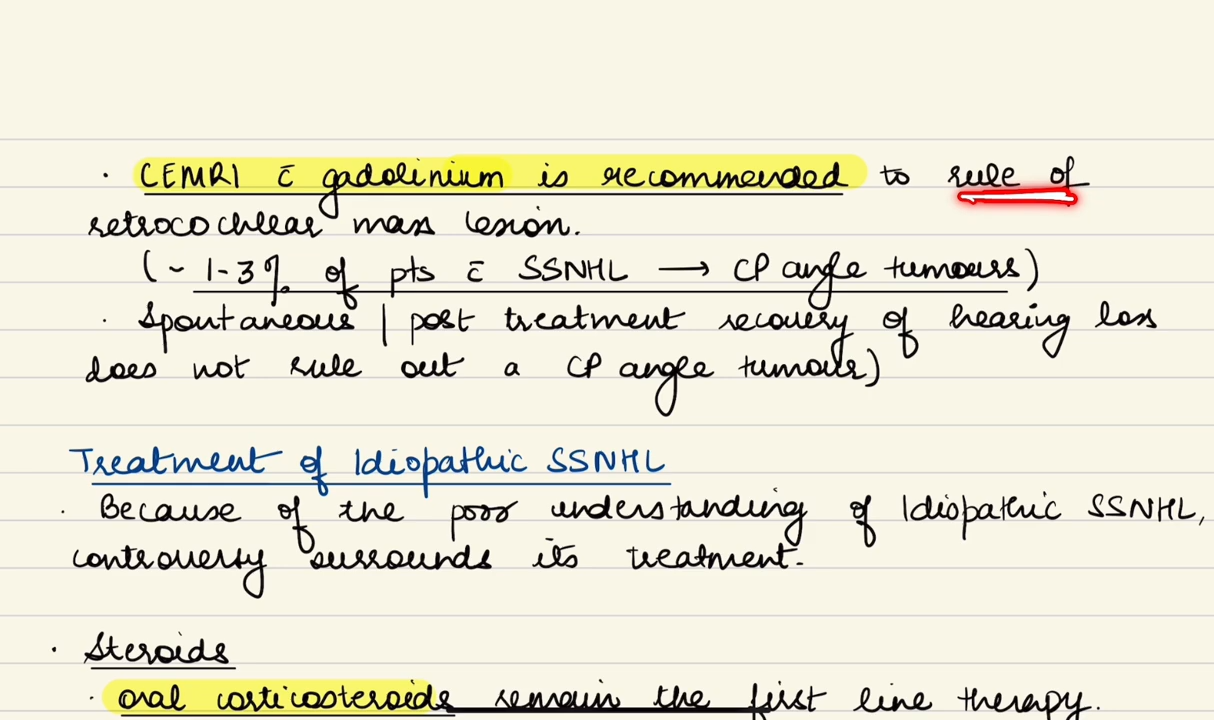 · CEMRI c̄ gadolinium is recommended to rule of
retrocochlear mass lesion.
(~ 1-3% of pts c̄ SSNHL → CP angle tumours)
· Spontaneous | post treatment recovery of hearing loss
does not rule out a CP angle tumour)
Treatment of Idiopathic SSNHL
· Because of the poor understanding of Idiopathic SSNHL,
controversy surrounds its treatment.
· Steroids
· oral corticosteroids remain the first line therapy.